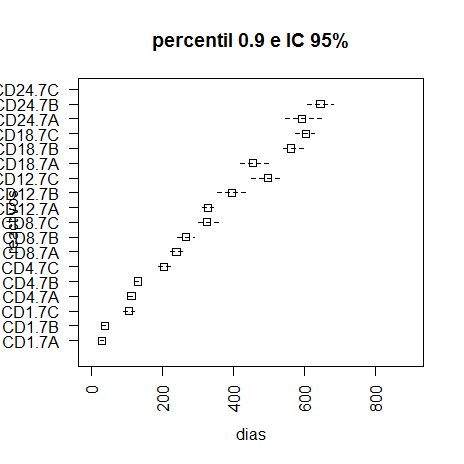 percentil 0.9 e IC 95%
CD24.7C
CD24.7B
CD24.7A
CD18.7C
CD18.7B
CD18.7A
CD12.7C
CD12.7B
CD12.7A
CD8.7C
CD8.7B
CD8.7A
CD4.7C
CD4.7B
CD4.7A
CD1.7C
CD1.7B
CD1.7A
0 200 400 600 800
dias